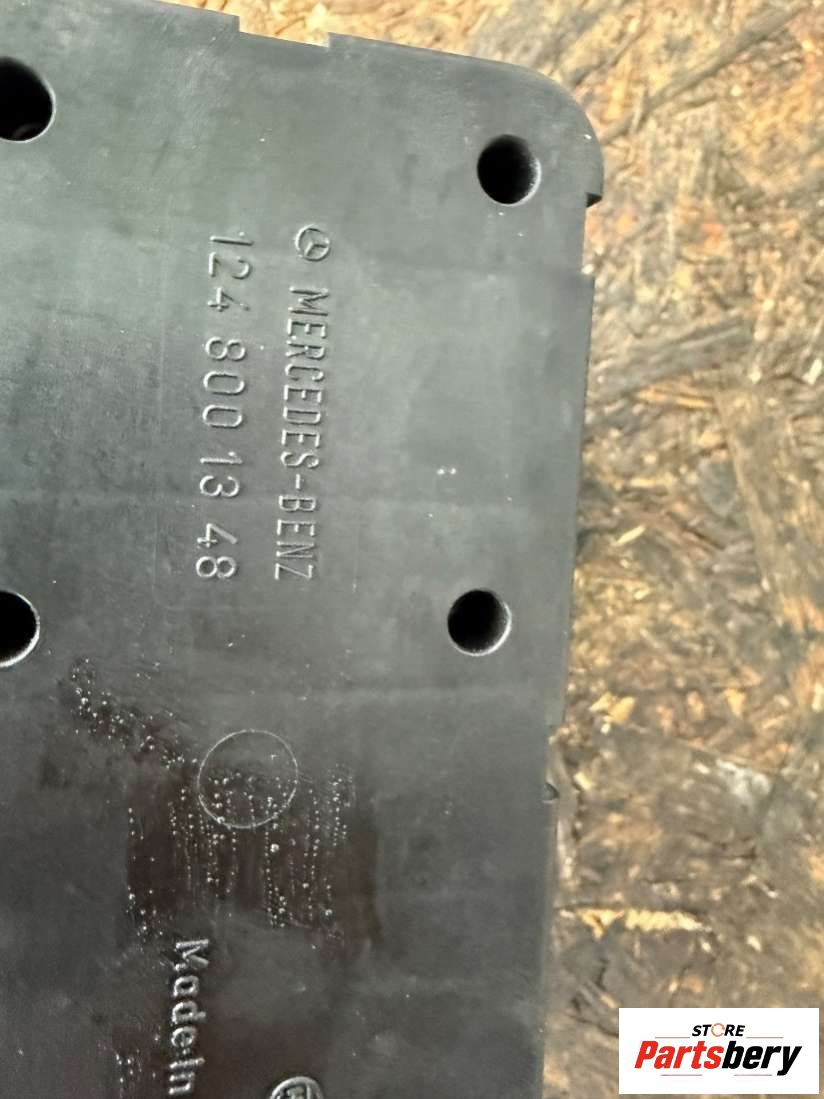 MERCEDES-BENZ
124 800 13 48
Made in
STORE
Partsbery